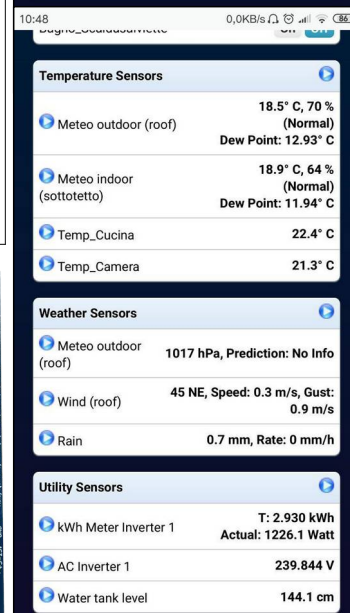 10:48 0,0KB/s 86
Bagno_Scaldasalviette On Off
Temperature Sensors
Meteo outdoor (roof) 18.5° C, 70 %
(Normal)
Dew Point: 12.93° C
Meteo indoor
(sottotetto) 18.9° C, 64 %
(Normal)
Dew Point: 11.94° C
Temp_Cucina 22.4° C
Temp_Camera 21.3° C
Weather Sensors
Meteo outdoor
(roof) 1017 hPa, Prediction: No Info
Wind (roof) 45 NE, Speed: 0.3 m/s, Gust:
0.9 m/s
Rain 0.7 mm, Rate: 0 mm/h
Utility Sensors
kWh Meter Inverter 1 T: 2.930 kWh
Actual: 1226.1 Watt
AC Inverter 1 239.844 V
Water tank level 144.1 cm